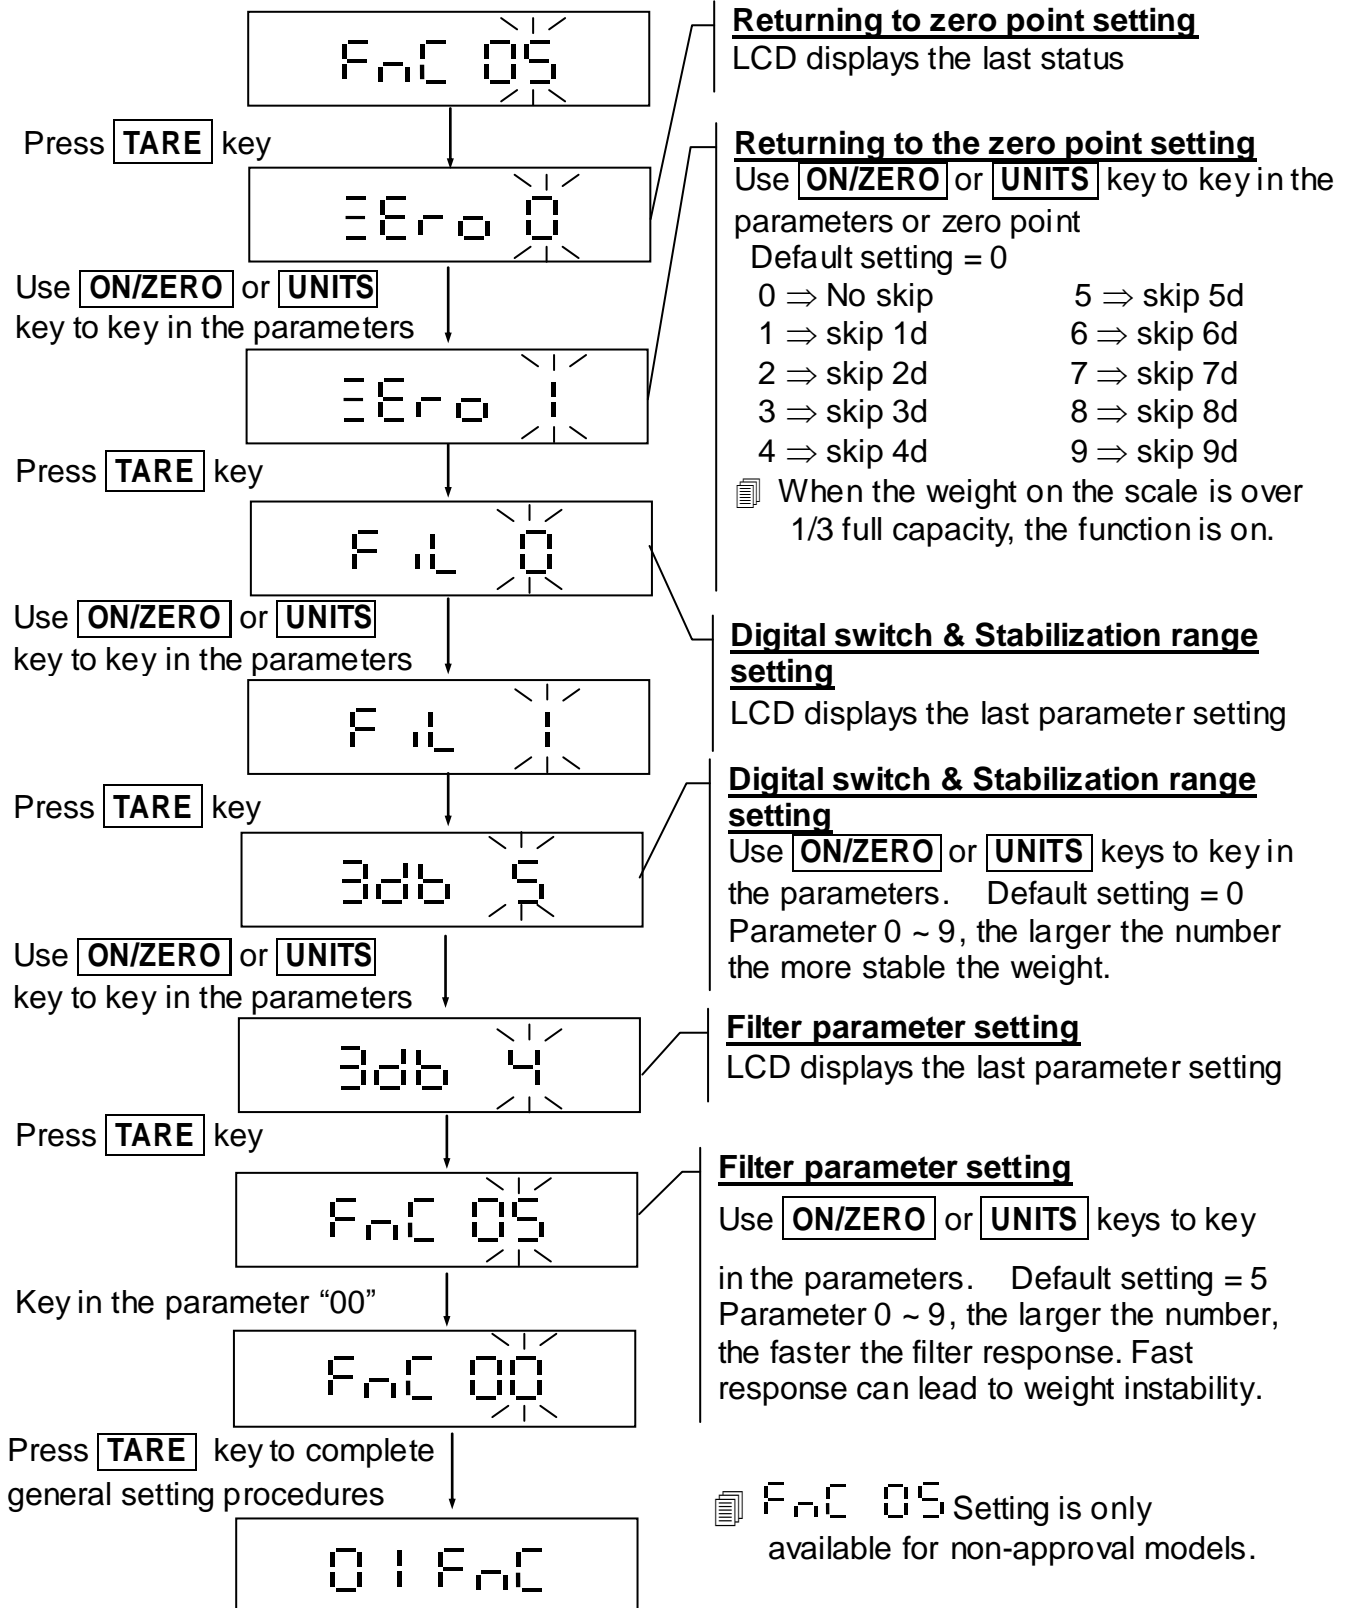 FnC 05
Press TARE key
ZEro 0
Use ON/ZERO or UNITS
key to key in the parameters
ZEro 1
Press TARE key
FiL 0
Use ON/ZERO or UNITS
key to key in the parameters
FiL 1
Press TARE key
3db 5
Use ON/ZERO or UNITS
key to key in the parameters
3db 4
Press TARE key
FnC 05
Key in the parameter “00”
FnC 00
Press TARE key to complete
general setting procedures
01 FnC
Returning to zero point setting
LCD displays the last status
Returning to the zero point setting
Use ON/ZERO or UNITS key to key in the
parameters or zero point
Default setting = 0
0 ⇒ No skip 5 ⇒ skip 5d
1 ⇒ skip 1d 6 ⇒ skip 6d
2 ⇒ skip 2d 7 ⇒ skip 7d
3 ⇒ skip 3d 8 ⇒ skip 8d
4 ⇒ skip 4d 9 ⇒ skip 9d
When the weight on the scale is over
1/3 full capacity, the function is on.
Digital switch & Stabilization range
setting
LCD displays the last parameter setting
Digital switch & Stabilization range
setting
Use ON/ZERO or UNITS keys to key in
the parameters. Default setting = 0
Parameter 0 ~ 9, the larger the number
the more stable the weight.
Filter parameter setting
LCD displays the last parameter setting
Filter parameter setting
Use ON/ZERO or UNITS keys to key
in the parameters. Default setting = 5
Parameter 0 ~ 9, the larger the number,
the faster the filter response. Fast
response can lead to weight instability.
FnC 05 Setting is only
available for non-approval models.